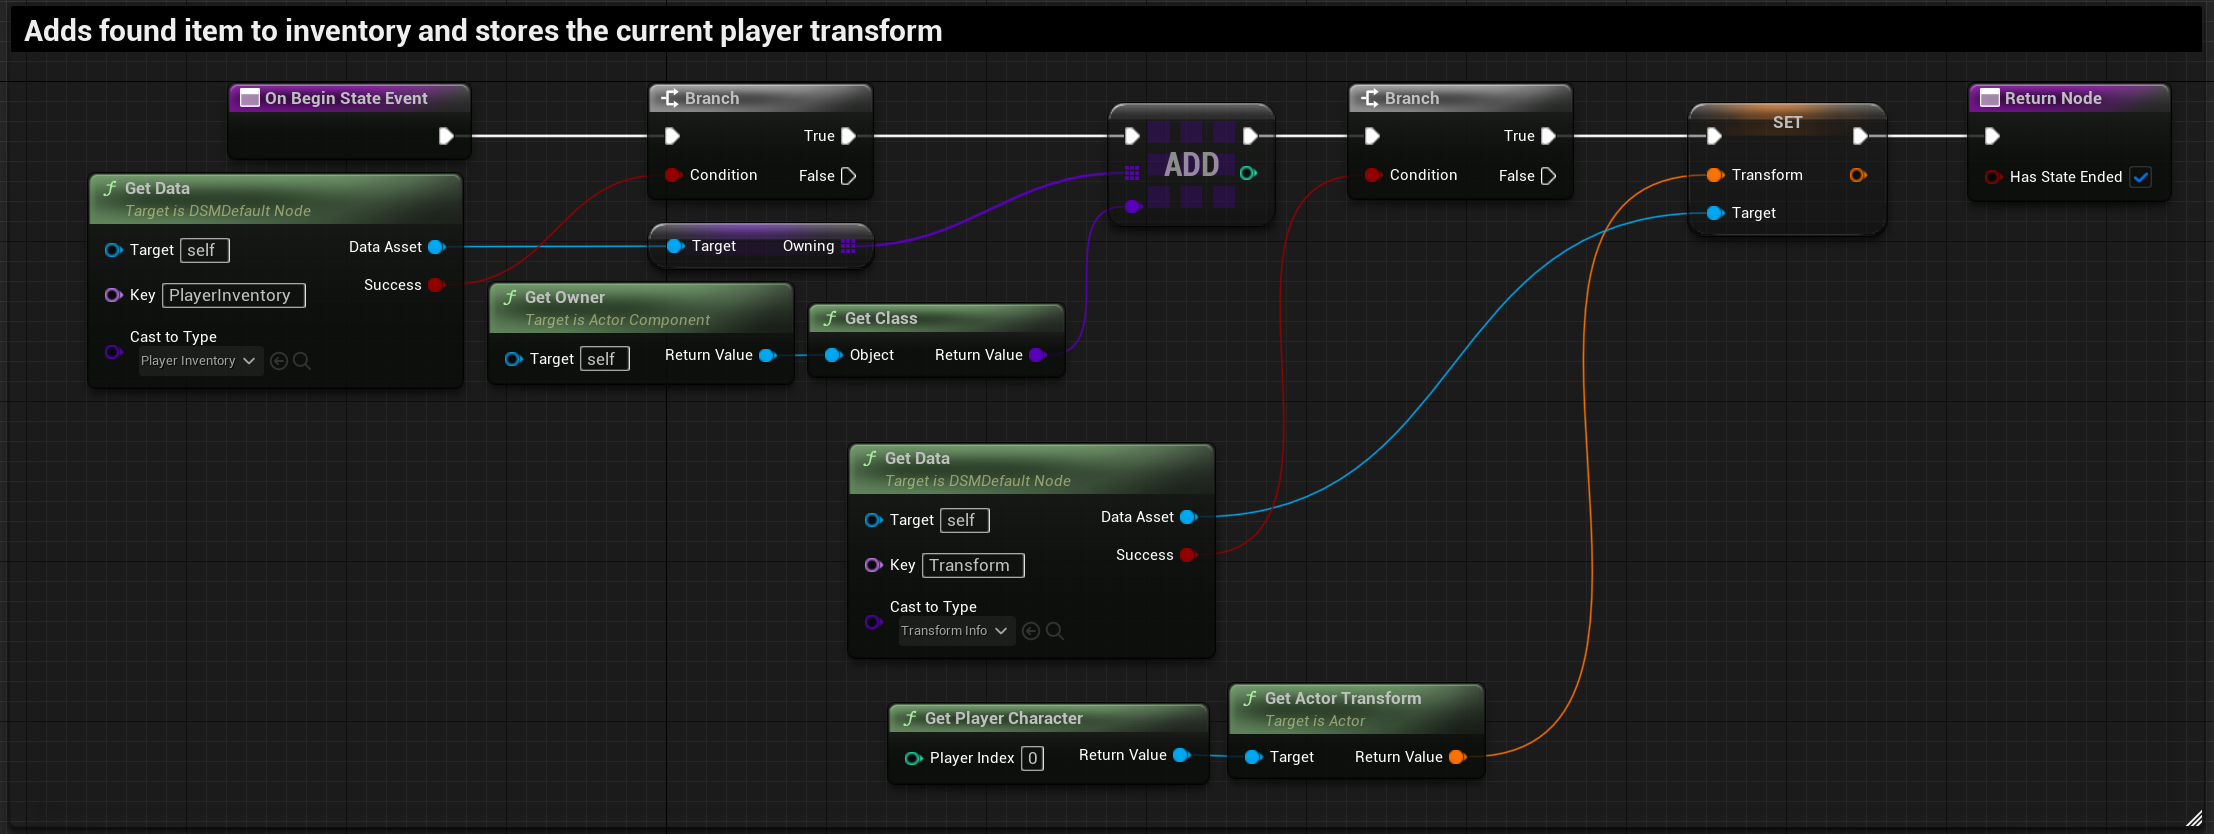 Adds found item to inventory and stores the current player transform
On Begin State Event
Get Data
Target is DSMDefault Node
Target self
Data Asset
Key PlayerInventory
Success
Cast to Type
Player Inventory
Branch
True
Condition
False
Target
Owning
Get Owner
Target is Actor Component
Target self
Return Value
Get Class
Object
Return Value
ADD
Branch
True
Condition
False
SET
Transform
Target
Return Node
Has State Ended
Get Data
Target is DSMDefault Node
Target self
Data Asset
Key Transform
Success
Cast to Type
Transform Info
Get Player Character
Player Index 0
Return Value
Get Actor Transform
Target is Actor
Target
Return Value